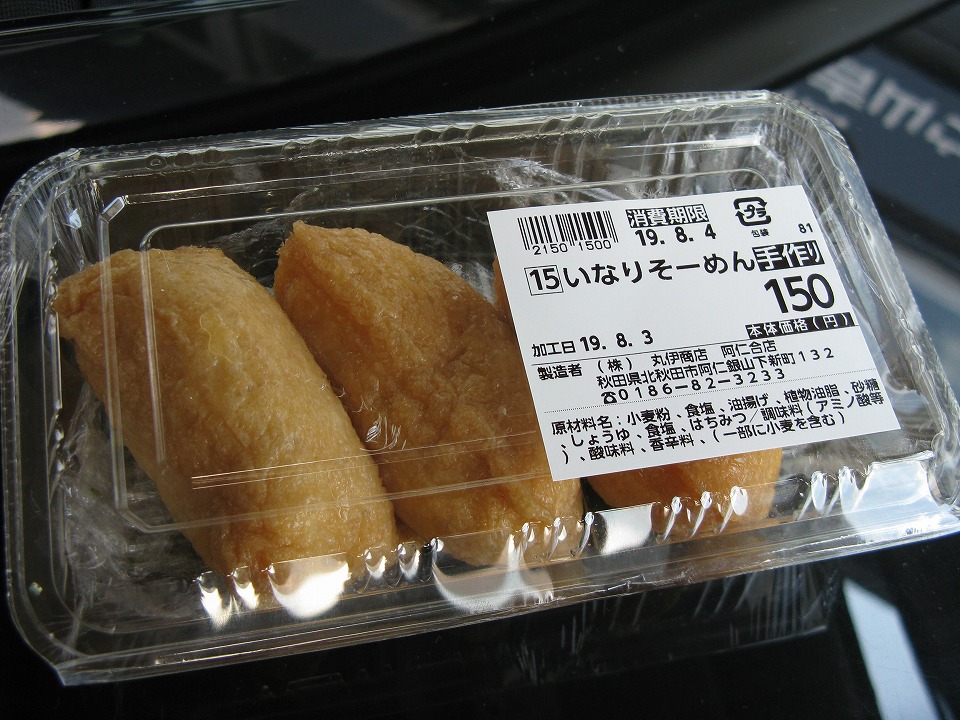 消費期限
19.8.4
プラ
包装
81
2150 1500
15 いなりそーめん 手作り
150
本体価格(円)
加工日 19.8.3
製造者 (株) 丸伊商店 阿仁合店
秋田県北秋田市阿仁銀山下新町132
☎0186-82-3233
原材料名:小麦粉、食塩、油揚げ、植物油脂、砂糖
、しょうゆ、食塩、はちみつ/調味料(アミノ酸等
)、酸味料、香辛料、(一部に小麦を含む)